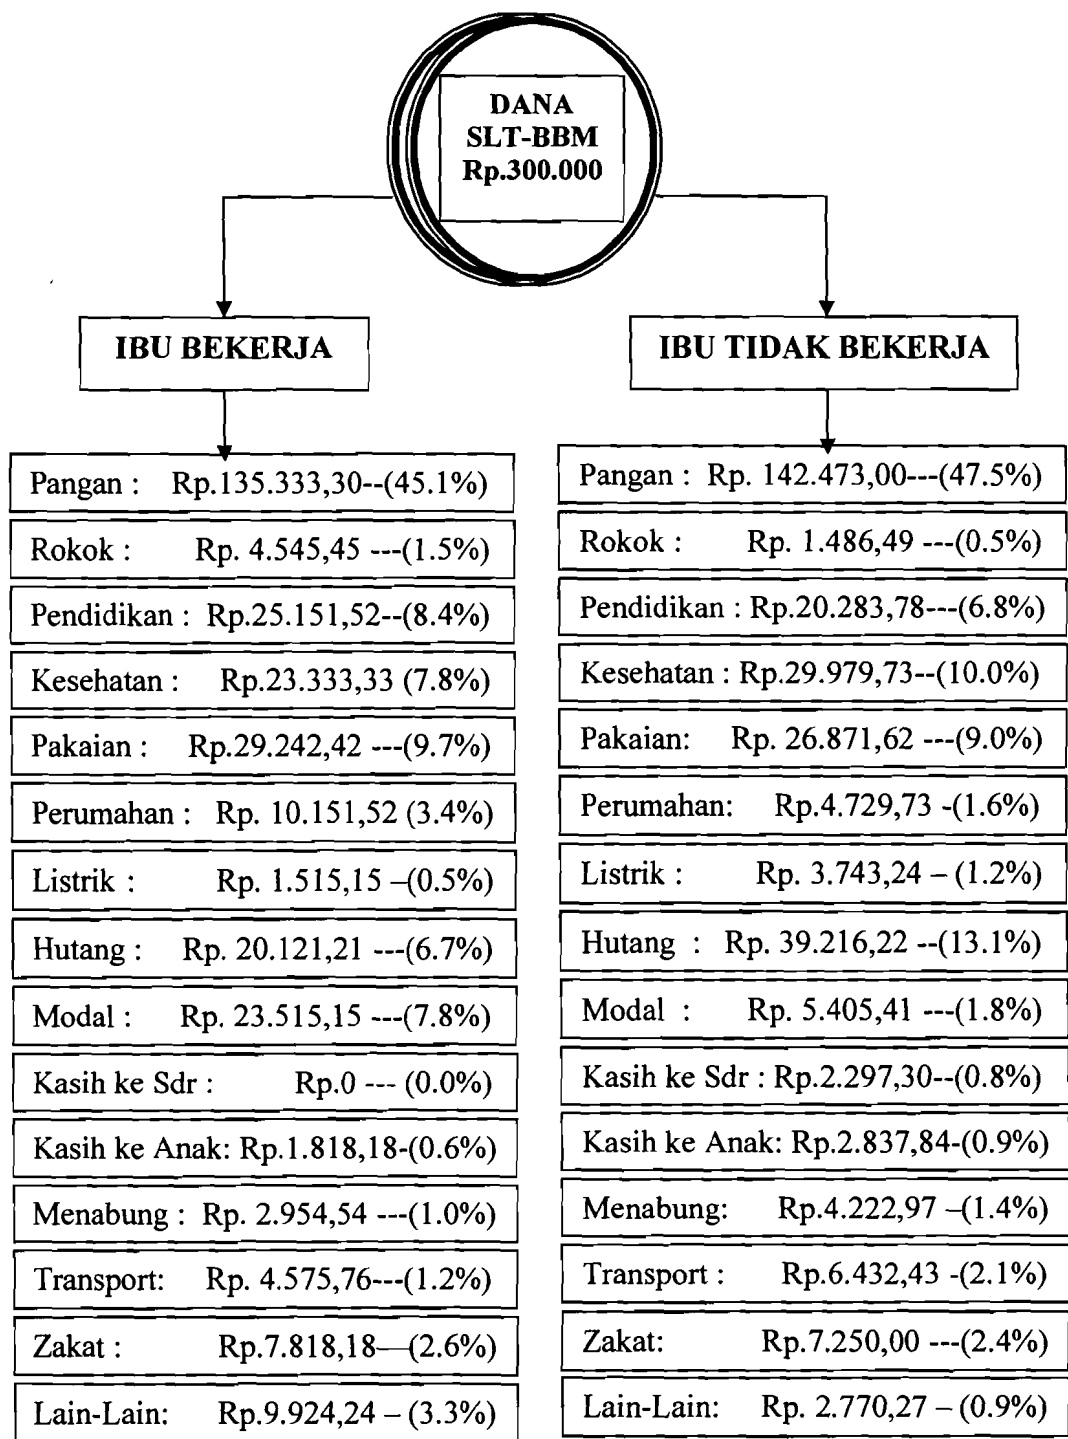 DANA
SLT-BBM
Rp.300.000
IBU BEKERJA
Pangan : Rp.135.333,30--(45.1%)
Rokok : Rp. 4.545,45 ---(1.5%)
Pendidikan : Rp.25.151,52--(8.4%)
Kesehatan : Rp.23.333,33 (7.8%)
Pakaian : Rp.29.242,42 ---(9.7%)
Perumahan : Rp. 10.151,52 (3.4%)
Listrik : Rp. 1.515,15 –(0.5%)
Hutang : Rp. 20.121,21 ---(6.7%)
Modal : Rp. 23.515,15 ---(7.8%)
Kasih ke Sdr : Rp.0 --- (0.0%)
Kasih ke Anak: Rp.1.818,18-(0.6%)
Menabung : Rp. 2.954,54 ---(1.0%)
Transport: Rp. 4.575,76---(1.2%)
Zakat : Rp.7.818,18—(2.6%)
Lain-Lain: Rp.9.924,24 – (3.3%)
IBU TIDAK BEKERJA
Pangan : Rp. 142.473,00---(47.5%)
Rokok : Rp. 1.486,49 ---(0.5%)
Pendidikan : Rp.20.283,78---(6.8%)
Kesehatan : Rp.29.979,73--(10.0%)
Pakaian: Rp. 26.871,62 ---(9.0%)
Perumahan: Rp.4.729,73 -(1.6%)
Listrik : Rp. 3.743,24 – (1.2%)
Hutang : Rp. 39.216,22 --(13.1%)
Modal : Rp. 5.405,41 ---(1.8%)
Kasih ke Sdr : Rp.2.297,30--(0.8%)
Kasih ke Anak: Rp.2.837,84-(0.9%)
Menabung: Rp.4.222,97 –(1.4%)
Transport : Rp.6.432,43 -(2.1%)
Zakat: Rp.7.250,00 ---(2.4%)
Lain-Lain: Rp. 2.770,27 – (0.9%)